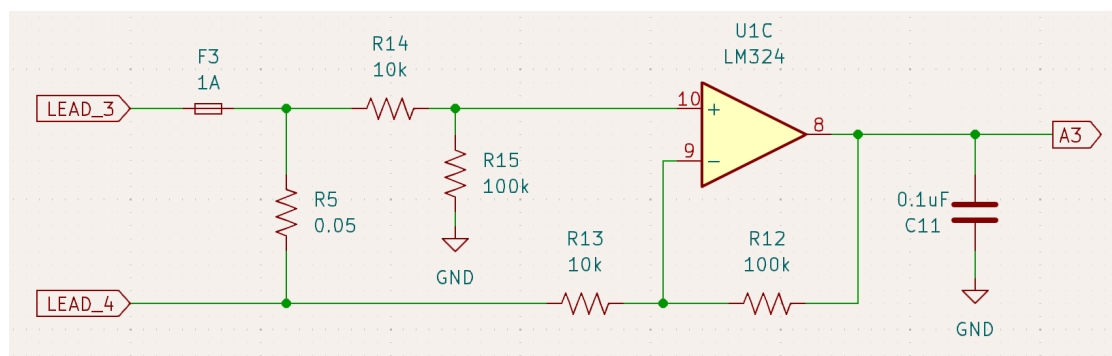 U1C
LM324
R14
10k
F3
1A
LEAD_3
10
+
8
A3
9
−
R15
100k
R5
0.05
0.1uF
C11
GND
R13
10k
R12
100k
LEAD_4
GND